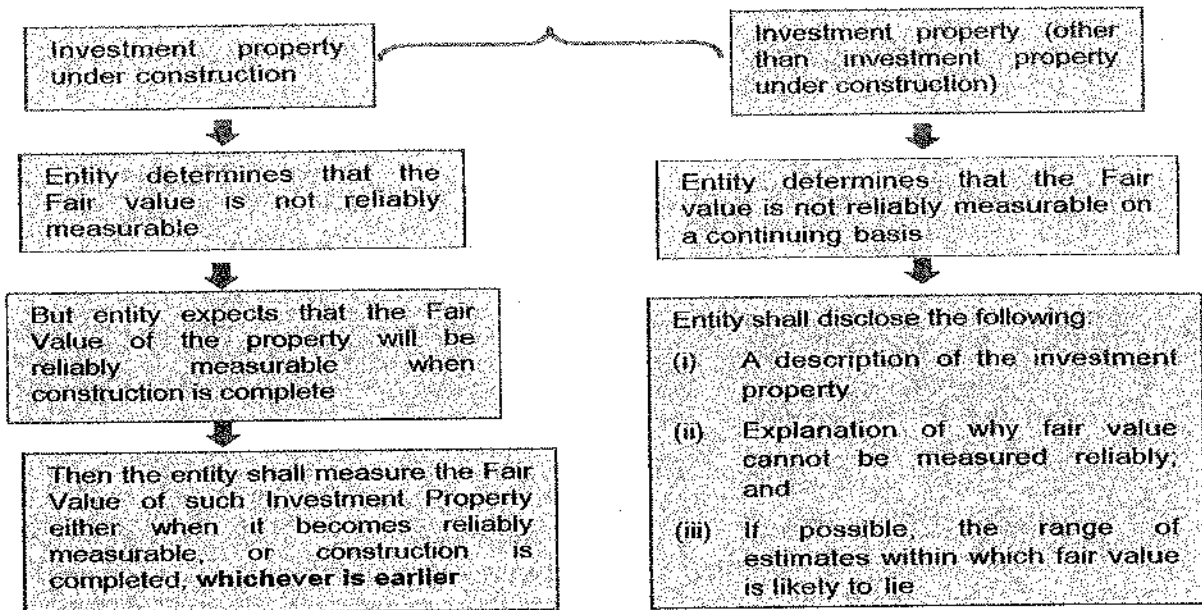 Investment property
under construction
Entity determines that the
Fair value is not reliably
measurable
But entity expects that the Fair
Value of the property will be
reliably measurable when
construction is complete
Then the entity shall measure the Fair
Value of such Investment Property
either when it becomes reliably
measurable, or construction is
completed, whichever is earlier
Investment property (other
than investment property
under construction)
Entity determines that the Fair
value is not reliably measurable on
a continuing basis
Entity shall disclose the following:
(i) A description of the investment
property
(ii) Explanation of why fair value
cannot be measured reliably,
and
(iii) If possible, the range of
estimates within which fair value
is likely to lie